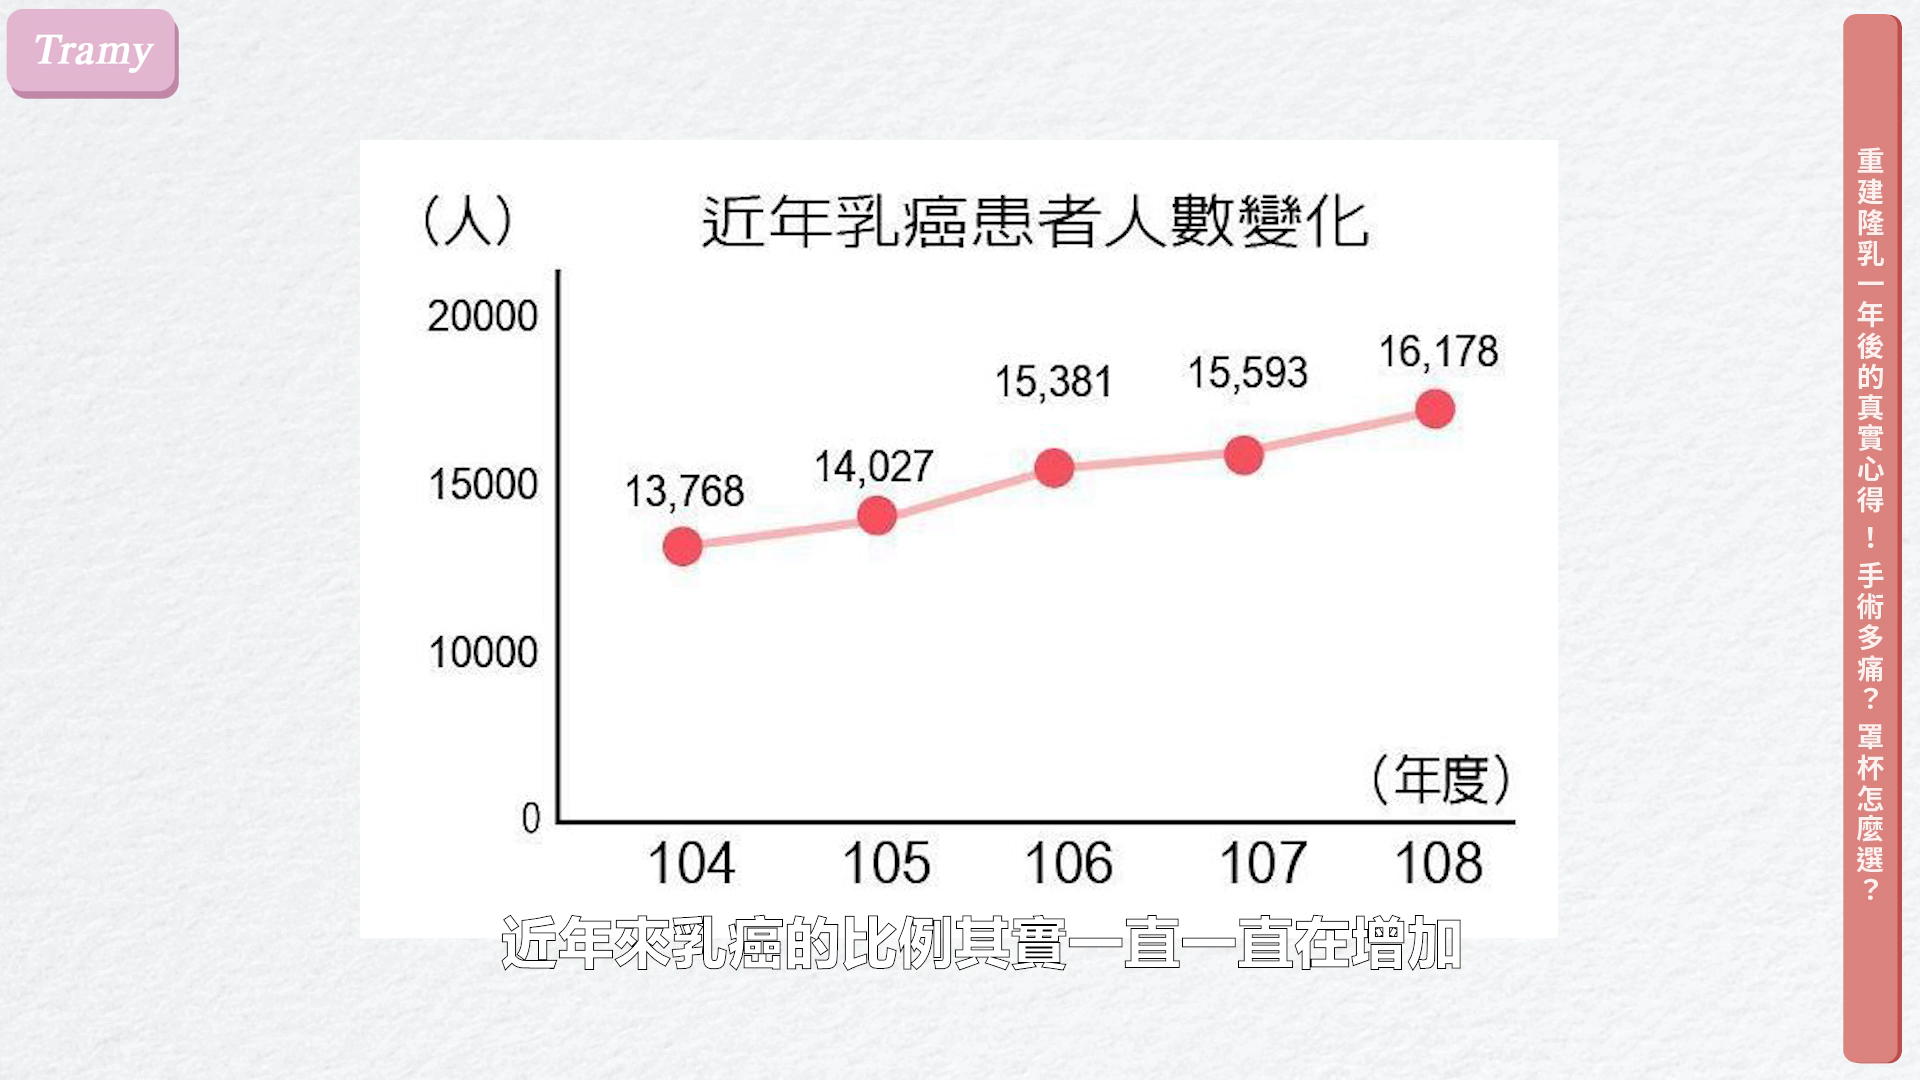 Tramy
近年乳癌患者人數變化
(人)
20000
15000
10000
0
13,768
14,027
15,381
15,593
16,178
(年度)
104 105 106 107 108
近年來乳癌的比例其實一直一直在增加
重建隆乳一年後的真實心得！手術多痛？罩杯怎麼選？